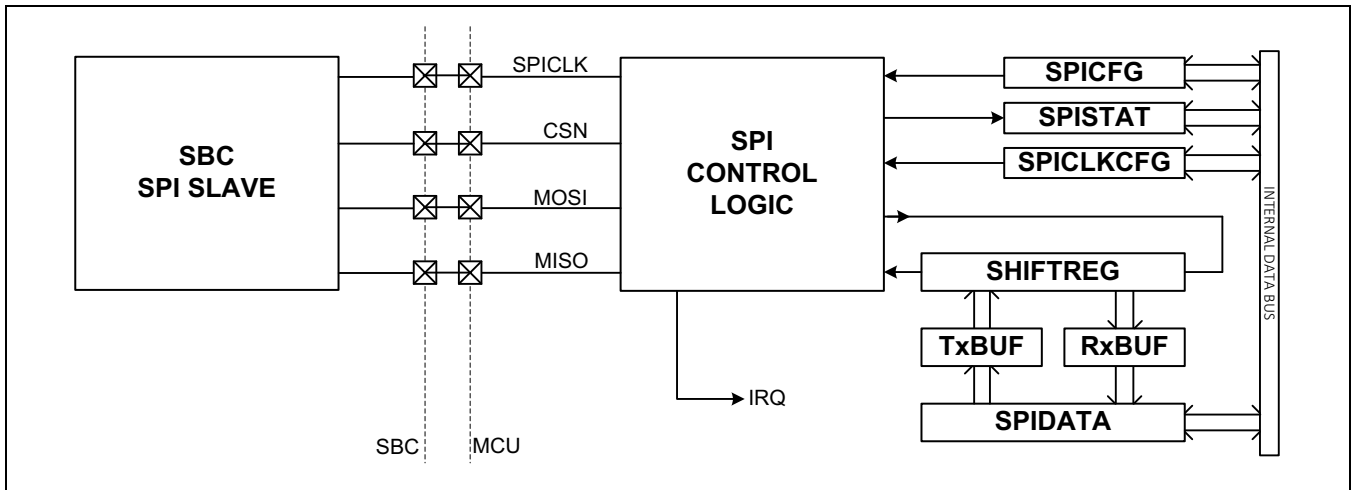 SBC
SPI SLAVE
SPICLK
CSN
MOSI
MISO
SBC
MCU
SPI
CONTROL
LOGIC
IRQ
SPICFG
SPISTAT
SPICLKCFG
SHIFTREG
TxBUF
RxBUF
SPIDATA
INTERNAL DATA BUS